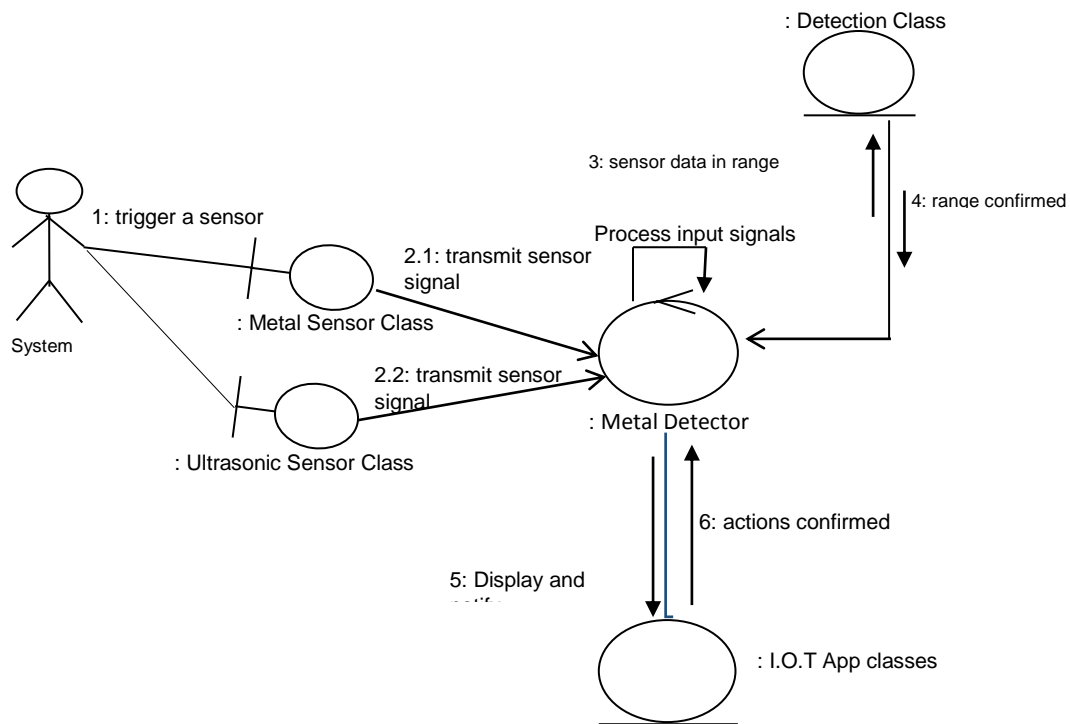 : Detection Class
3: sensor data in range
4: range confirmed
1: trigger a sensor
Process input signals
2.1: transmit sensor
signal
: Metal Sensor Class
System
2.2: transmit sensor
signal
: Metal Detector
: Ultrasonic Sensor Class
6: actions confirmed
5: Display and
: I.O.T App classes